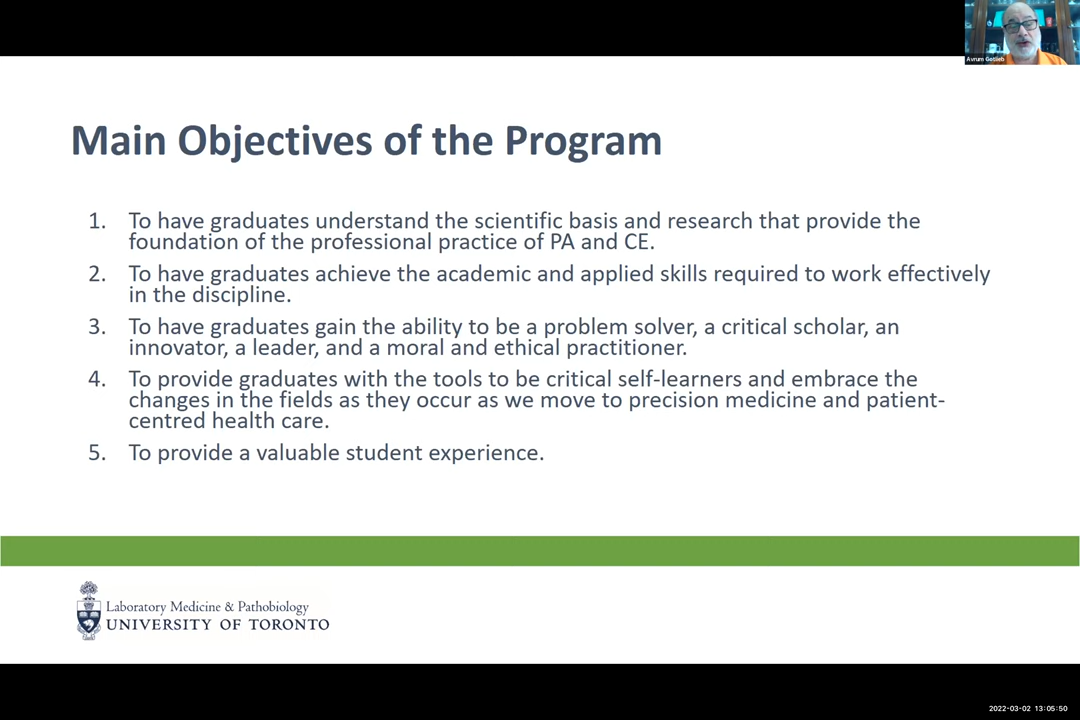 Avrum Gotlieb
Main Objectives of the Program
1. To have graduates understand the scientific basis and research that provide the
foundation of the professional practice of PA and CE.
2. To have graduates achieve the academic and applied skills required to work effectively
in the discipline.
3. To have graduates gain the ability to be a problem solver, a critical scholar, an
innovator, a leader, and a moral and ethical practitioner.
4. To provide graduates with the tools to be critical self-learners and embrace the
changes in the fields as they occur as we move to precision medicine and patient-
centred health care.
5. To provide a valuable student experience.
Laboratory Medicine & Pathobiology
UNIVERSITY OF TORONTO
2022-03-02 13:05:50